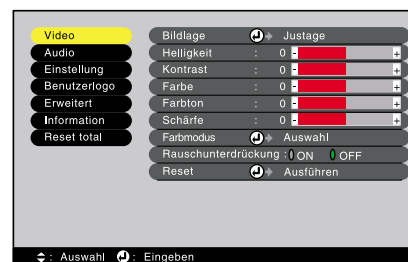 Video
Audio
Einstellung
Benutzerlogo
Erweitert
Information
Reset total
Bildlage Justage
Helligkeit : 0 - +
Kontrast : 0 - +
Farbe : 0 - +
Farbton : 0 - +
Schärfe : 0 - +
Farbmodus Auswahl
Rauschunterdrückung : ON OFF
Reset Ausführen
: Auswahl : Eingeben